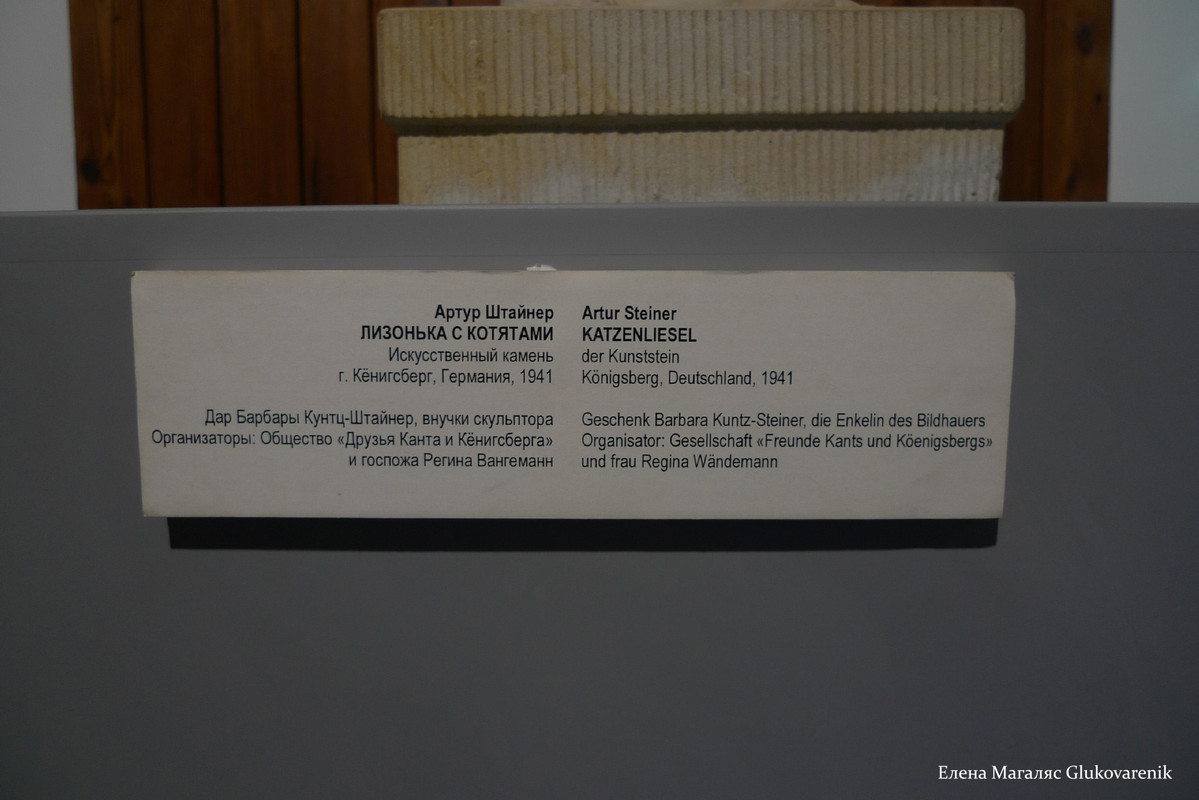 Артур Штайнер
ЛИЗОНЬКА С КОТЯТАМИ
Искусственный камень
г. Кёнигсберг, Германия, 1941
Дар Барбары Кунтц-Штайнер, внучки скульптора
Организаторы: Общество «Друзья Канта и Кёнигсберга»
и госпожа Регина Вангеманн
Artur Steiner
KATZENLIESEL
der Kunststein
Königsberg, Deutschland, 1941
Geschenk Barbara Kuntz-Steiner, die Enkelin des Bildhauers
Organisator: Gesellschaft «Freunde Kants und Köenigsbergs»
und frau Regina Wändemann
Елена Магаляс Glukovarenik